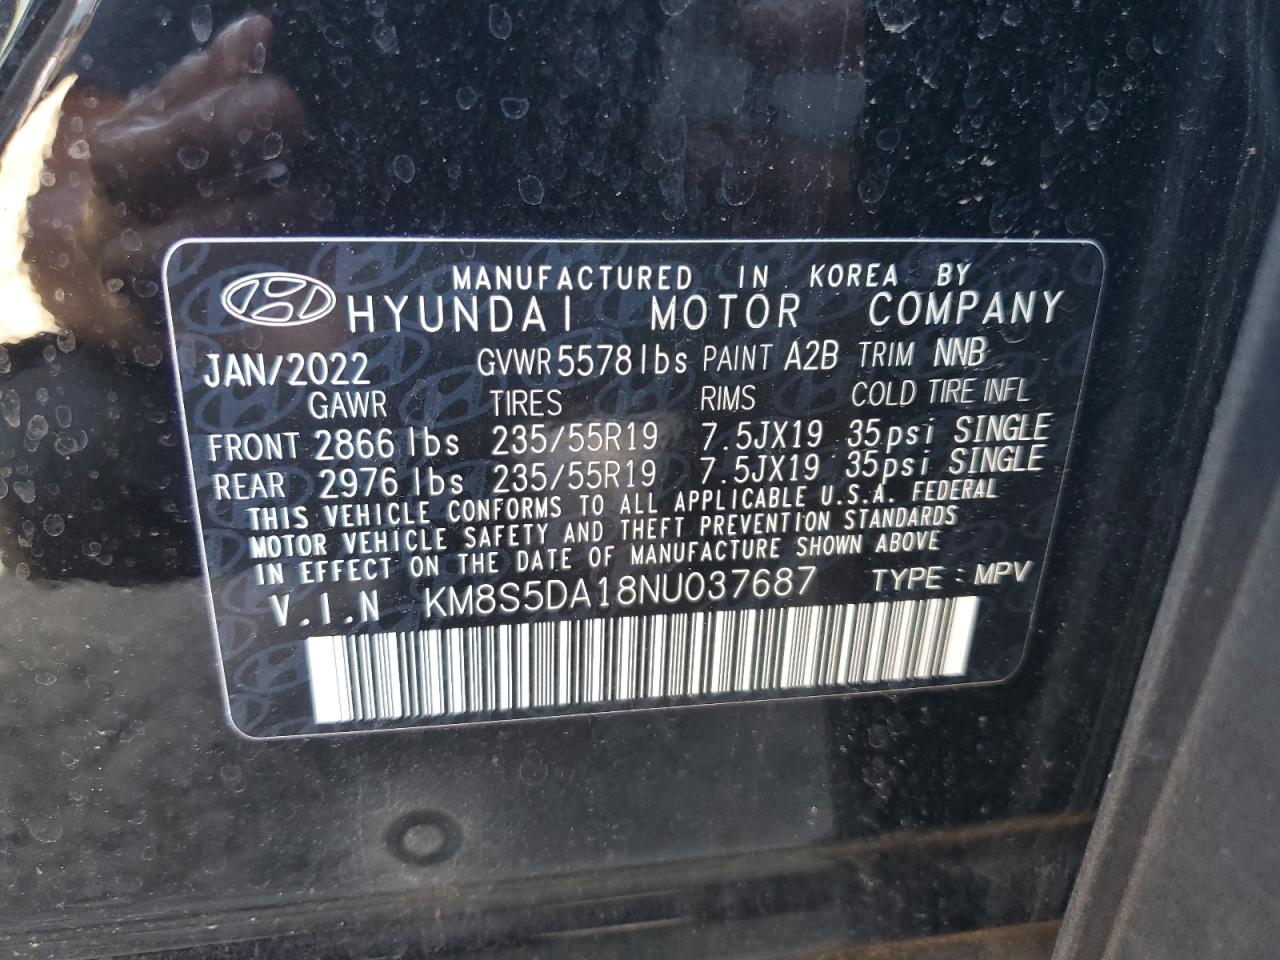 MANUFACTURED IN KOREA BY
HYUNDAI MOTOR COMPANY
JAN/2022 GVWR 5578lbs PAINT A2B TRIM NNB
GAWR TIRES RIMS COLD TIRE INFL
FRONT 2866 lbs 235/55R19 7.5JX19 35psi SINGLE
REAR 2976 lbs 235/55R19 7.5JX19 35psi SINGLE
THIS VEHICLE CONFORMS TO ALL APPLICABLE U.S.A. FEDERAL
MOTOR VEHICLE SAFETY AND THEFT PREVENTION STANDARDS
IN EFFECT ON THE DATE OF MANUFACTURE SHOWN ABOVE
V.I.N KM8S5DA18NU037687 TYPE : MPV